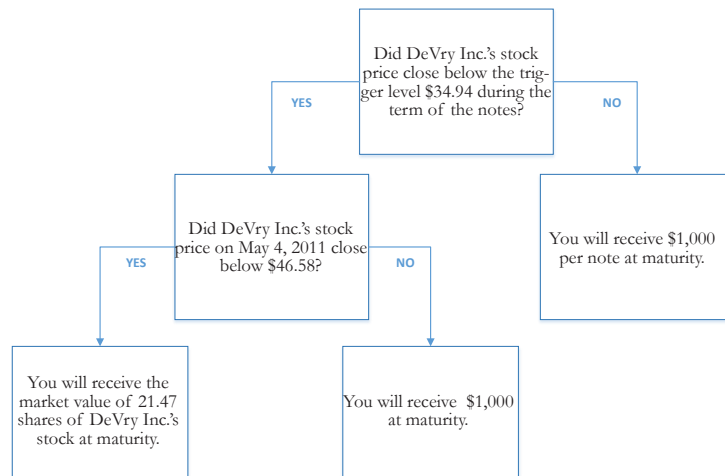 Did DeVry Inc.'s stock
price close below the trig-
ger level $34.94 during the
term of the notes?
YES
NO
Did DeVry Inc.'s stock
price on May 4, 2011 close
below $46.58?
You will receive $1,000
per note at maturity.
YES
NO
You will receive the
market value of 21.47
shares of DeVry Inc.'s
stock at maturity.
You will receive $1,000
at maturity.